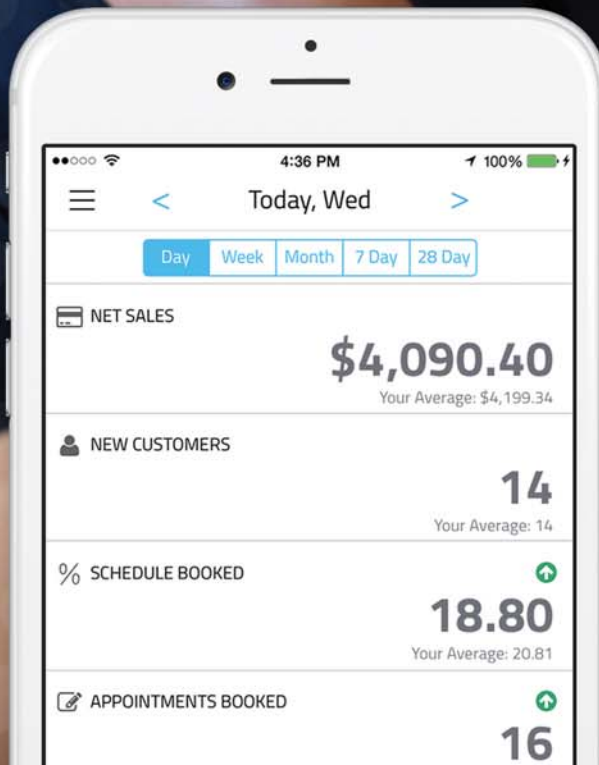 4:36 PM
100%
< Today, Wed >
Day Week Month 7 Day 28 Day
NET SALES
$4,090.40
Your Average: $4,199.34
NEW CUSTOMERS
14
Your Average: 14
% SCHEDULE BOOKED
18.80
Your Average: 20.81
APPOINTMENTS BOOKED
16